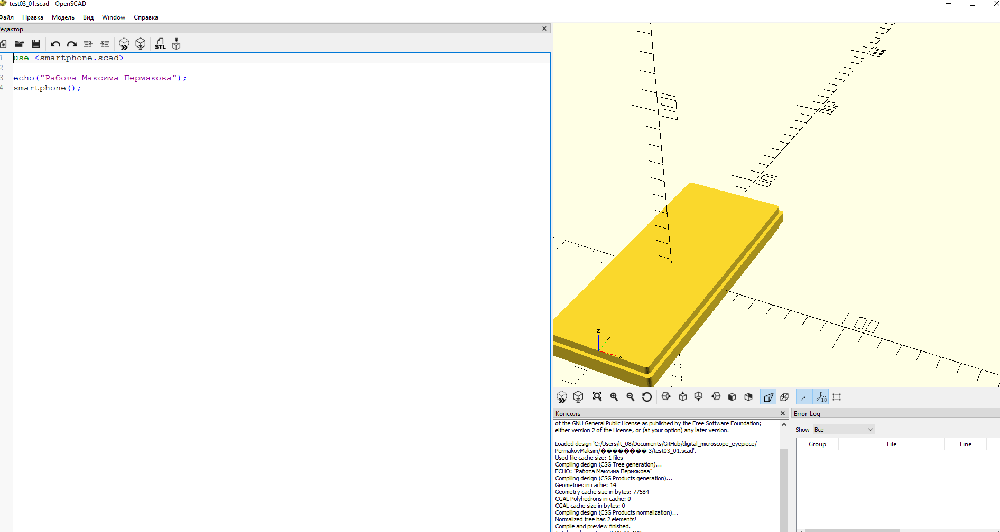 test03_01.scad - OpenSCAD
Файл Правка Модель Вид Window Справка
едактор
STL
1 use <smartphone.scad>
2
3 echo("Работа Максима Пермякова");
4 smartphone();
Z
Y
X
10
Консоль
of the GNU General Public License as published by the Free Software Foundation;
either version 2 of the License, or (at your option) any later version.
Loaded design 'C:/Users/it_08/Documents/GitHub/digital_microscope_eyepiece/
PermakovMaksim/�������� 3/test03_01.scad'.
Used file cache size: 1 files
Compiling design (CSG Tree generation)...
ECHO: "Работа Максима Пермякова"
Compiling design (CSG Products generation)...
Geometries in cache: 14
Geometry cache size in bytes: 77584
CGAL Polyhedrons in cache: 0
CGAL cache size in bytes: 0
Compiling design (CSG Products normalization)...
Normalized tree has 2 elements!
Compile and preview finished.
Error-Log
Show Все
Group File Line